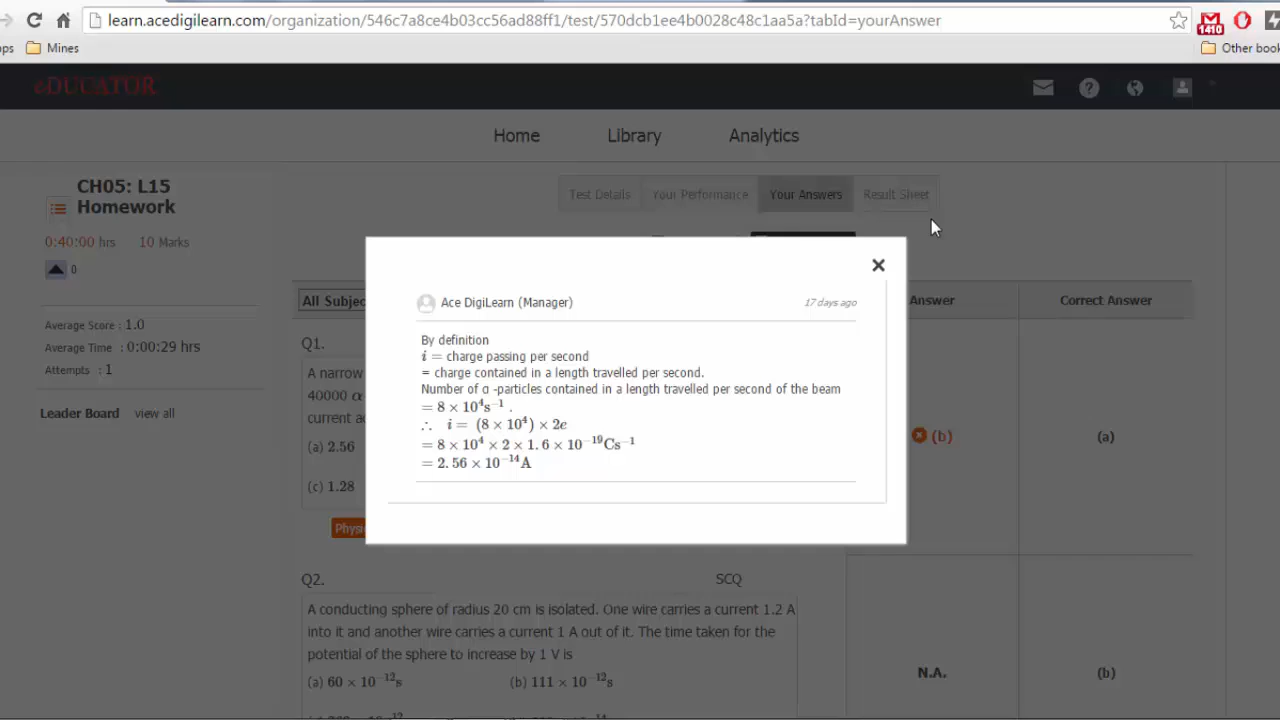 learn.acedigilearn.com/organization/546c7a8ce4b03cc56ad88ff1/test/570dcb1ee4b0028c48c1aa5a?tabId=yourAnswer
1410
ps
Mines
Other book
eDUCATOR
Home
Library
Analytics
CH05: L15
Homework
0:40:00 hrs
10 Marks
0
Average Score : 1.0
Average Time : 0:00:29 hrs
Attempts : 1
Leader Board view all
Test Details
Your Performance
Your Answers
Result Sheet
All Subjec
Answer
Correct Answer
Q1.
A narrow
40000 α
current a
(a) 2.56
(c) 1.28
Physi
(b)
(a)
Ace DigiLearn (Manager)
17 days ago
By definition
i = charge passing per second
= charge contained in a length travelled per second.
Number of α -particles contained in a length travelled per second of the beam
= 8 × 10⁴s⁻¹ .
∴ i = (8 × 10⁴) × 2e
= 8 × 10⁴ × 2 × 1.6 × 10⁻¹⁹Cs⁻¹
= 2.56 × 10⁻¹⁴A
Q2.
SCQ
A conducting sphere of radius 20 cm is isolated. One wire carries a current 1.2 A
into it and another wire carries a current 1 A out of it. The time taken for the
potential of the sphere to increase by 1 V is
(a) 60 × 10⁻¹²s
(b) 111 × 10⁻¹²s
N.A.
(b)